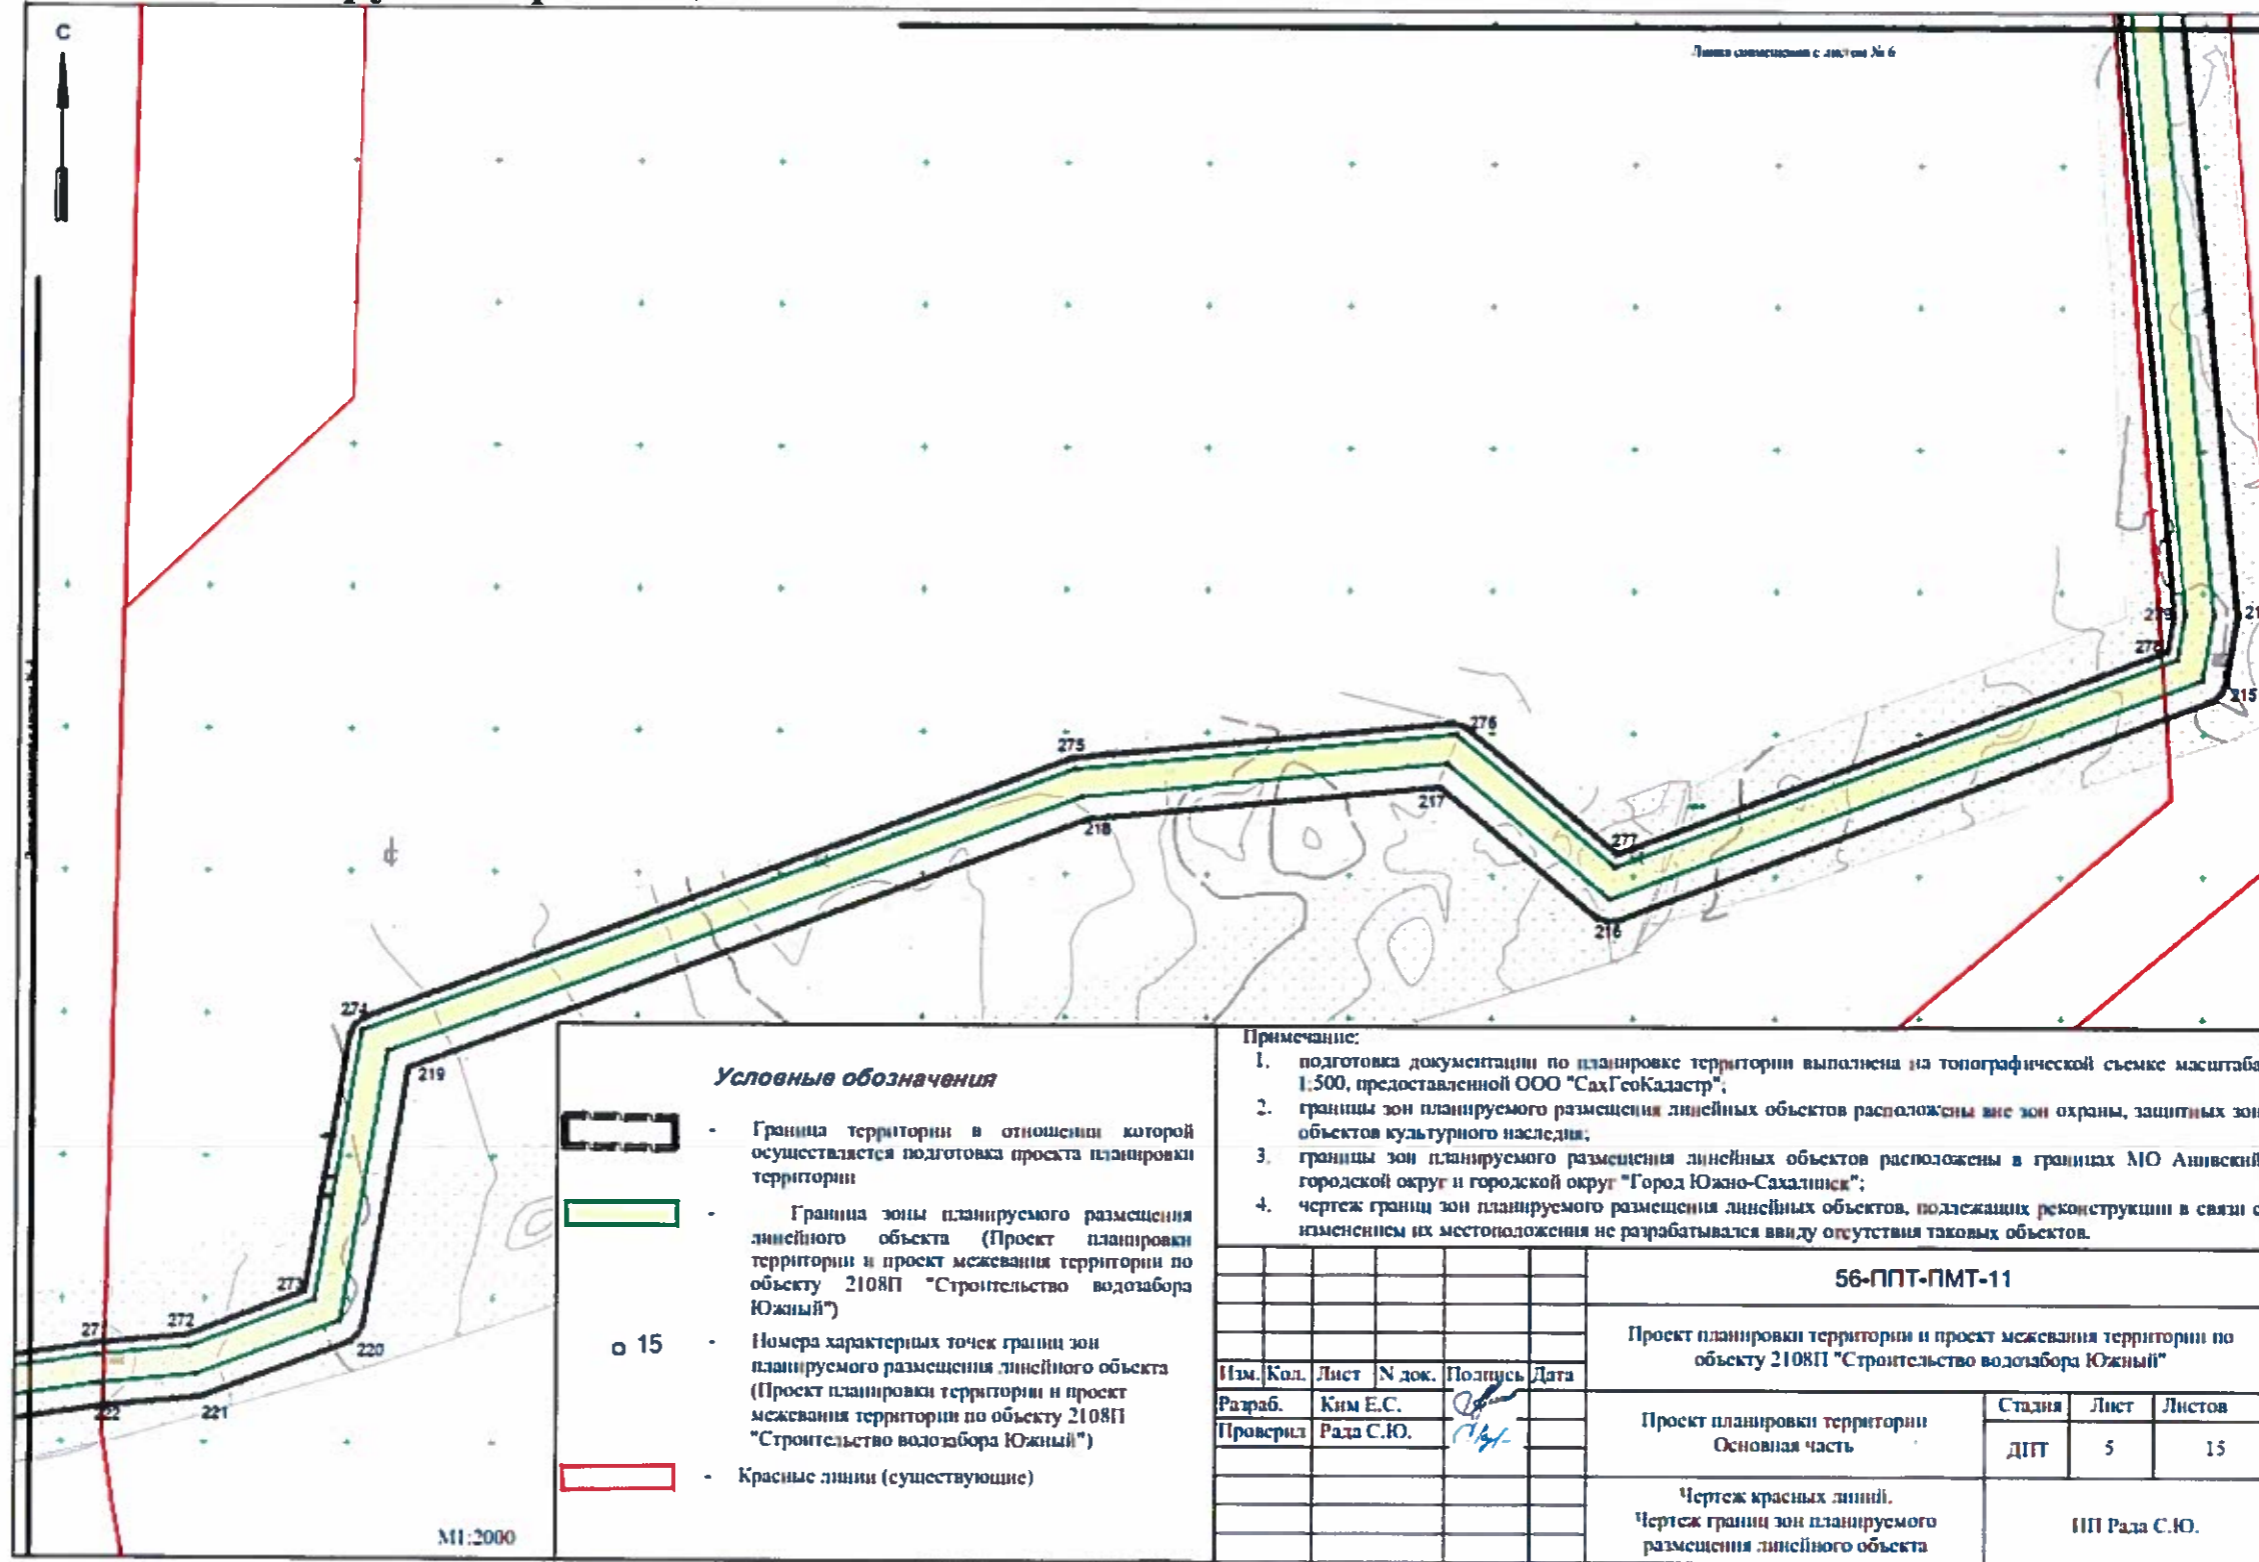 С
Линия совмещения с листом № 6
279
278
215
275
276
218
217
277
216
274
219
273
272
220
221
222
М1:2000
Условные обозначения
- Граница территории в отношении которой
осуществляется подготовка проекта планировки
территории
- Граница зоны планируемого размещения
линейного объекта (Проект планировки
территории и проект межевания территории по
объекту 2108П "Строительство водозабора
Южный")
15 - Номера характерных точек границ зон
планируемого размещения линейного объекта
(Проект планировки территории и проект
межевания территории по объекту 2108П
"Строительство водозабора Южный")
- Красные линии (существующие)
Примечание:
1. подготовка документации по планировке территории выполнена на топографической съемке масштаба
1:500, предоставленной ООО "СахГеоКадастр";
2. границы зон планируемого размещения линейных объектов расположены вне зон охраны, защитных зон
объектов культурного наследия;
3. границы зон планируемого размещения линейных объектов расположены в границах МО Анивский
городской округ и городской округ "Город Южно-Сахалинск";
4. чертеж границ зон планируемого размещения линейных объектов, подлежащих реконструкции в связи с
изменением их местоположения не разрабатывался ввиду отсутствия таковых объектов.
56-ППТ-ПМТ-11
Проект планировки территории и проект межевания территории по
объекту 2108П "Строительство водозабора Южный"
Изм. Кол. Лист N док. Подпись Дата
Разраб. Ким Е.С.
Проверил Рада С.Ю.
Проект планировки территории
Основная часть
Стадия Лист Листов
ДПТ 5 15
Чертеж красных линий.
Чертеж границ зон планируемого
размещения линейного объекта
ИП Рада С.Ю.